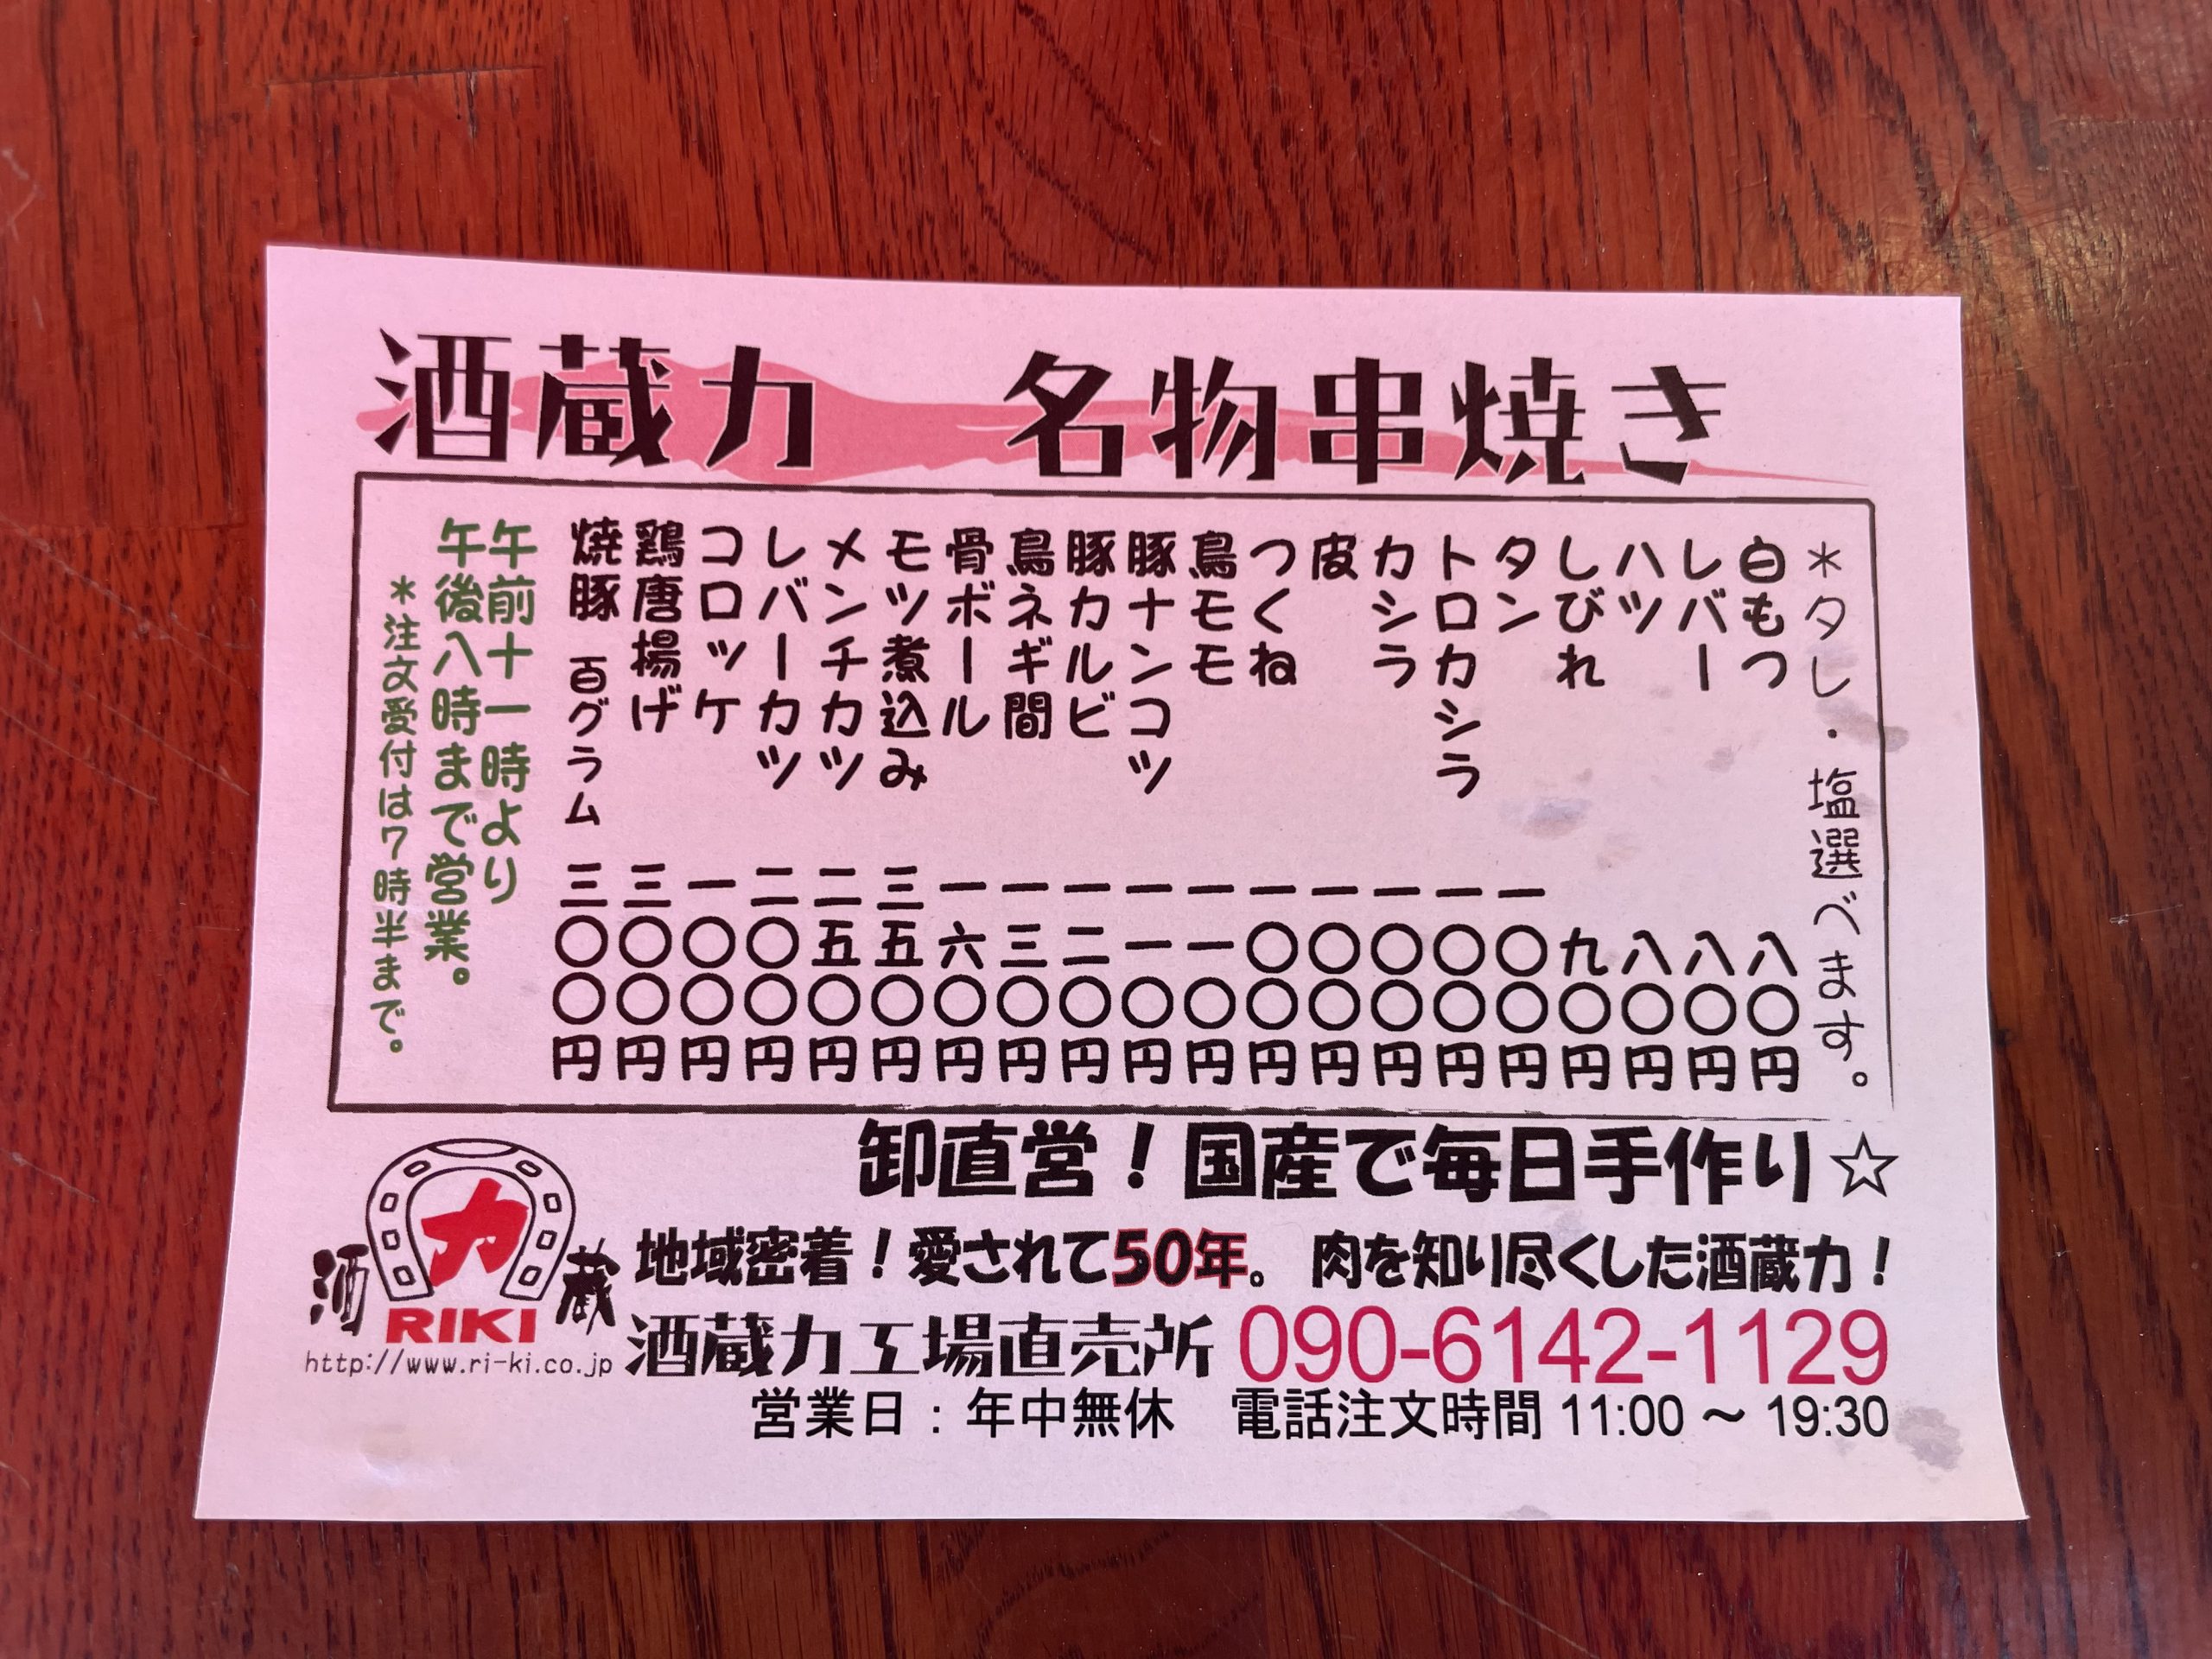 酒蔵力 名物串焼き
＊タレ・塩選べます。
白もつ 八〇円
レバー 八〇円
ハツ 八〇円
しびれ 九〇円
タン 一〇〇円
トロカシラ 一〇〇円
カシラ 一〇〇円
皮 一〇〇円
つくね 一〇〇円
鳥モモ 一一〇円
豚ナンコツ 一一〇円
豚カルビ 一二〇円
鳥ネギ間 一三〇円
骨ボール 一六〇円
モツ煮込み 三五〇円
メンチカツ 二五〇円
レバーカツ 二〇〇円
コロッケ 一〇〇円
鶏唐揚げ 三〇〇円
焼豚 百グラム 三〇〇円
午前十一時より
午後八時まで営業。
＊注文受付は7時半まで。
卸直営！国産で毎日手作り☆
地域密着！愛されて50年。 肉を知り尽くした酒蔵力！
酒力蔵
RIKI
http://www.ri-ki.co.jp
酒蔵力工場直売所 090-6142-1129
営業日：年中無休 電話注文時間 11:00 ～ 19:30